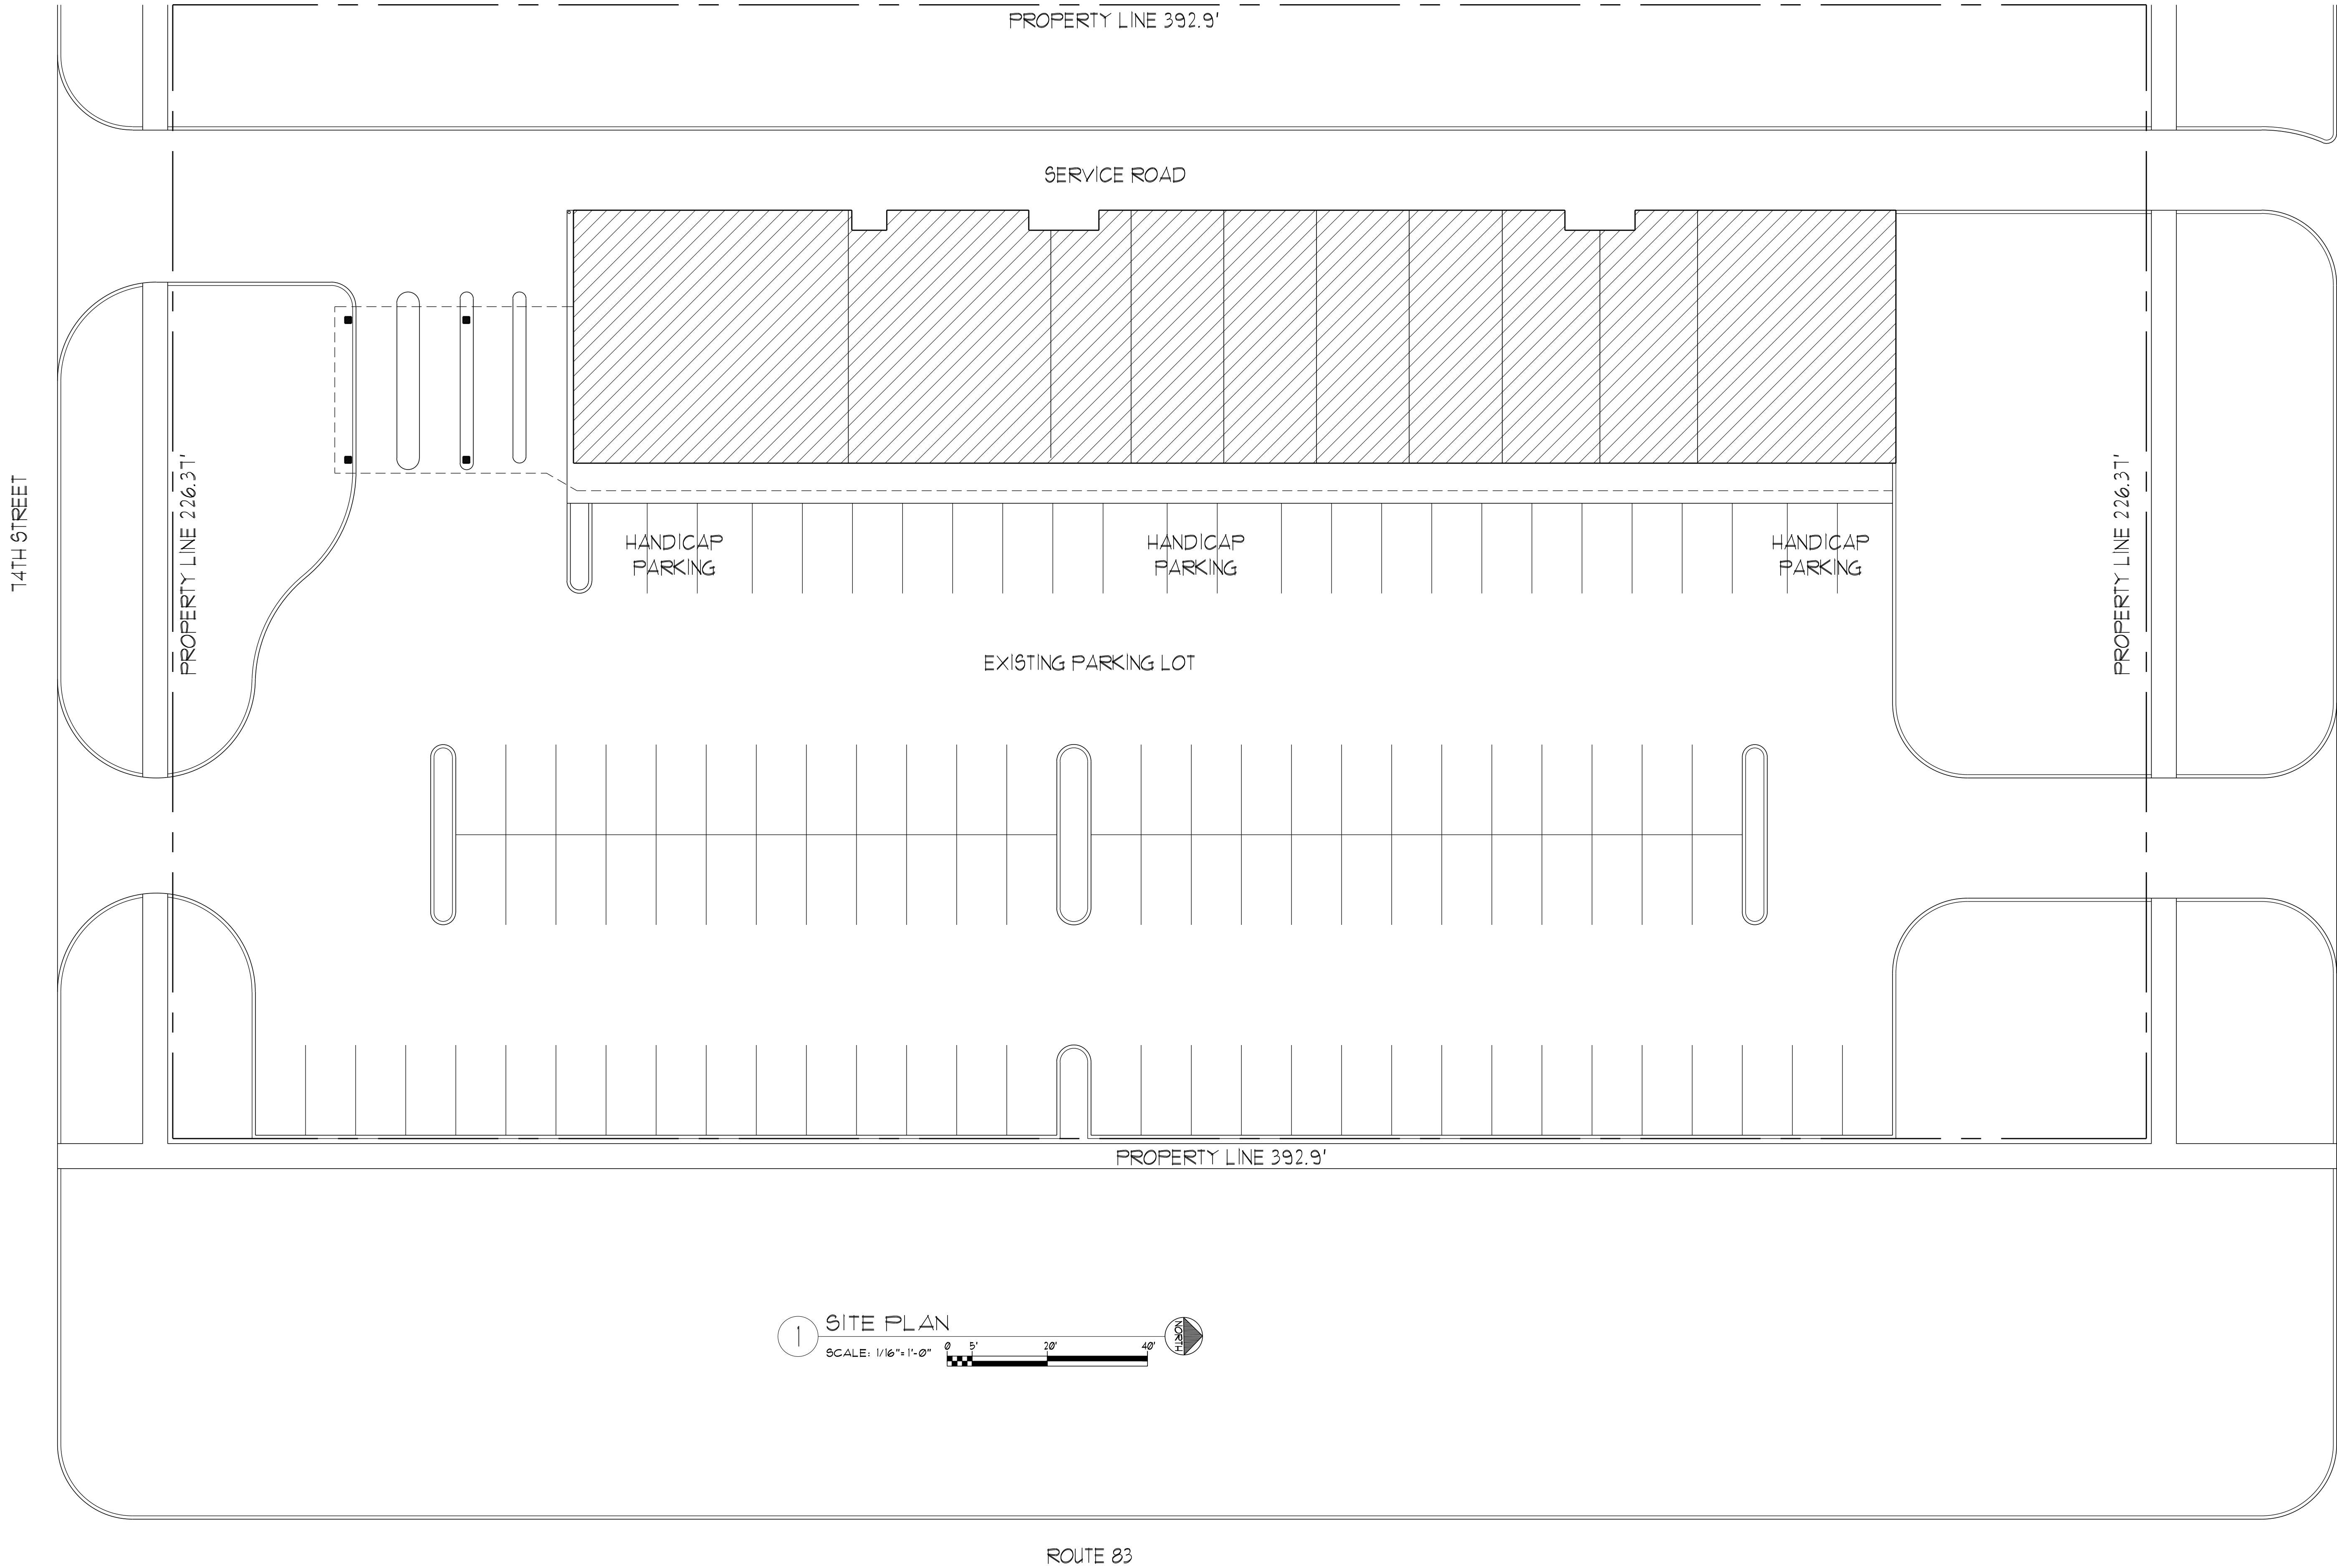 PROPERTY LINE 392.9'
SERVICE ROAD
74TH STREET
PROPERTY LINE 226.37'
PROPERTY LINE 226.37'
HANDICAP
PARKING
HANDICAP
PARKING
HANDICAP
PARKING
EXISTING PARKING LOT
PROPERTY LINE 392.9'
1
SITE PLAN
SCALE: 1/16"=1'-0"
0 5' 20' 40'
NORTH
ROUTE 83